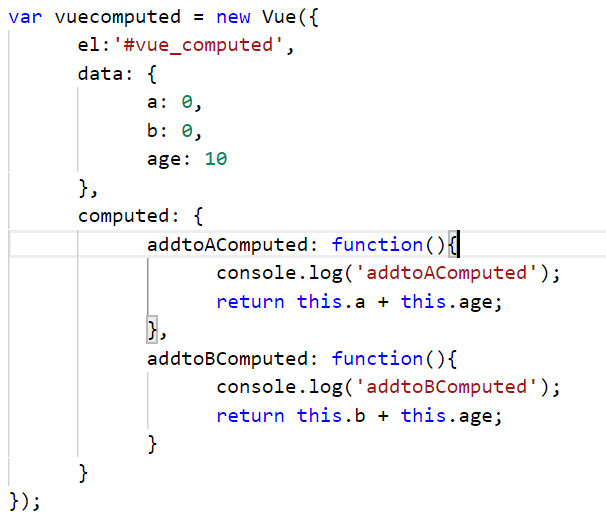 var vuecomputed = new Vue({
      el:'#vue_computed',
      data: {
            a: 0,
            b: 0,
            age: 10
      },
      computed: {
            addtoAComputed: function(){
                  console.log('addtoAComputed');
                  return this.a + this.age;
            },
            addtoBComputed: function(){
                  console.log('addtoBComputed');
                  return this.b + this.age;
            }
      }
});